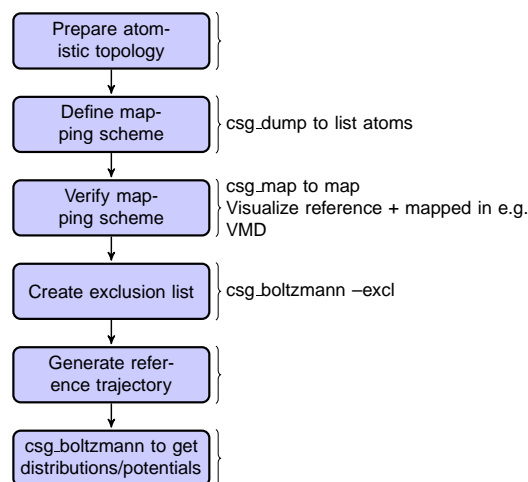 Prepare atom-
istic topology
Define map-
ping scheme
csg_dump to list atoms
Verify map-
ping scheme
csg_map to map
Visualize reference + mapped in e.g.
VMD
Create exclusion list
csg_boltzmann –excl
Generate refer-
ence trajectory
csg_boltzmann to get
distributions/potentials